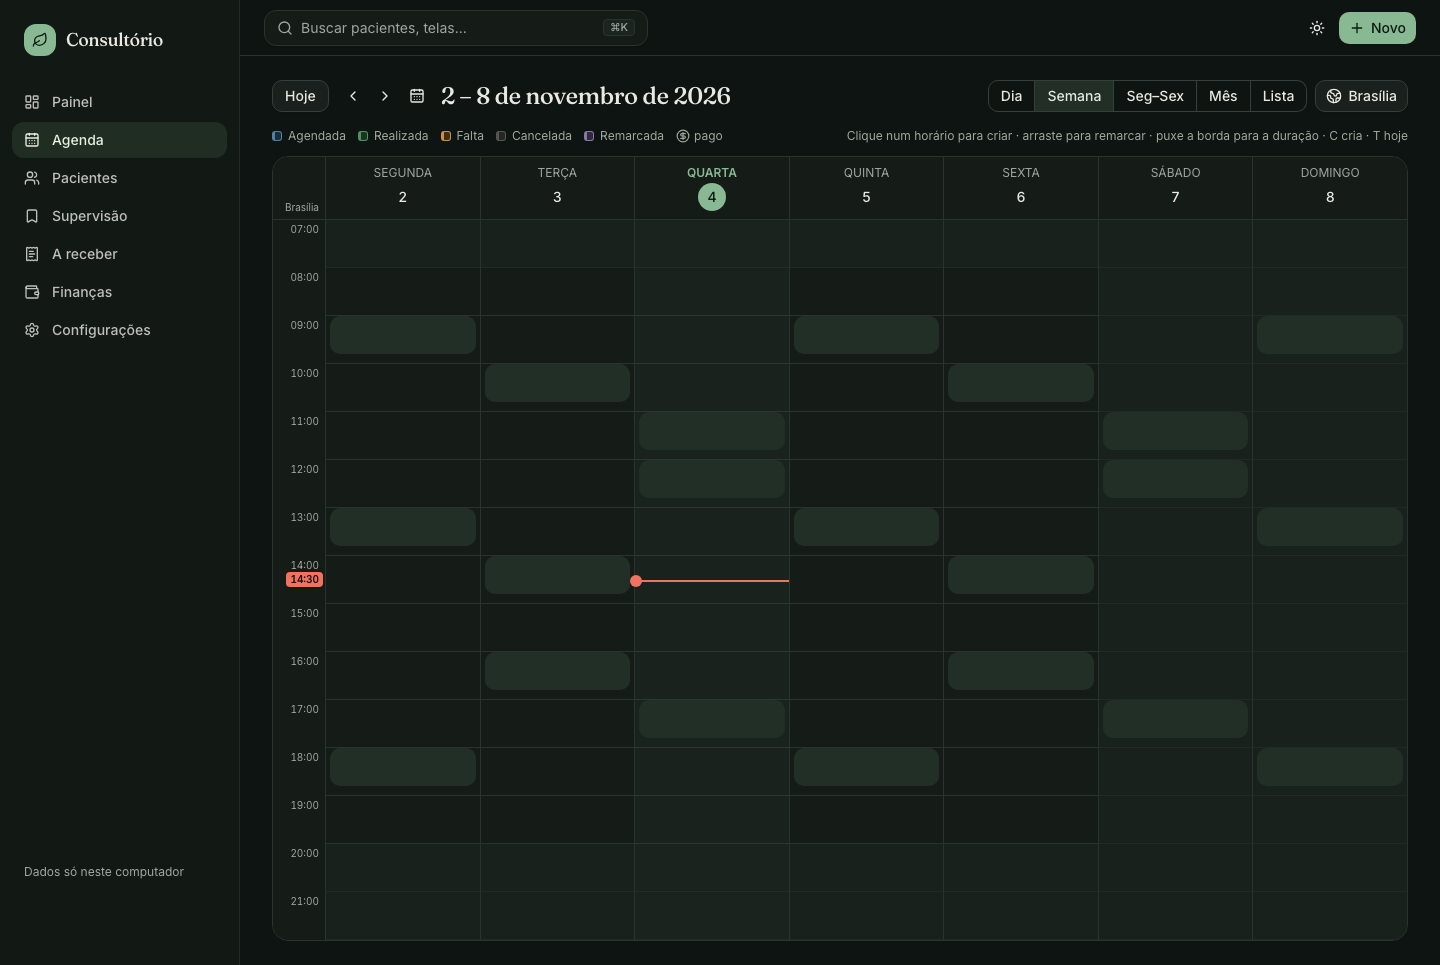 Consultório
Buscar pacientes, telas...
⌘K
Novo
Painel
Agenda
Pacientes
Supervisão
A receber
Finanças
Configurações
Dados só neste computador
Hoje
2 – 8 de novembro de 2026
Dia
Semana
Seg–Sex
Mês
Lista
Brasília
Agendada
Realizada
Falta
Cancelada
Remarcada
pago
Clique num horário para criar · arraste para remarcar · puxe a borda para a duração · C cria · T hoje
Brasília
SEGUNDA
2
TERÇA
3
QUARTA
4
QUINTA
5
SEXTA
6
SÁBADO
7
DOMINGO
8
07:00
08:00
09:00
10:00
11:00
12:00
13:00
14:00
14:30
15:00
16:00
17:00
18:00
19:00
20:00
21:00